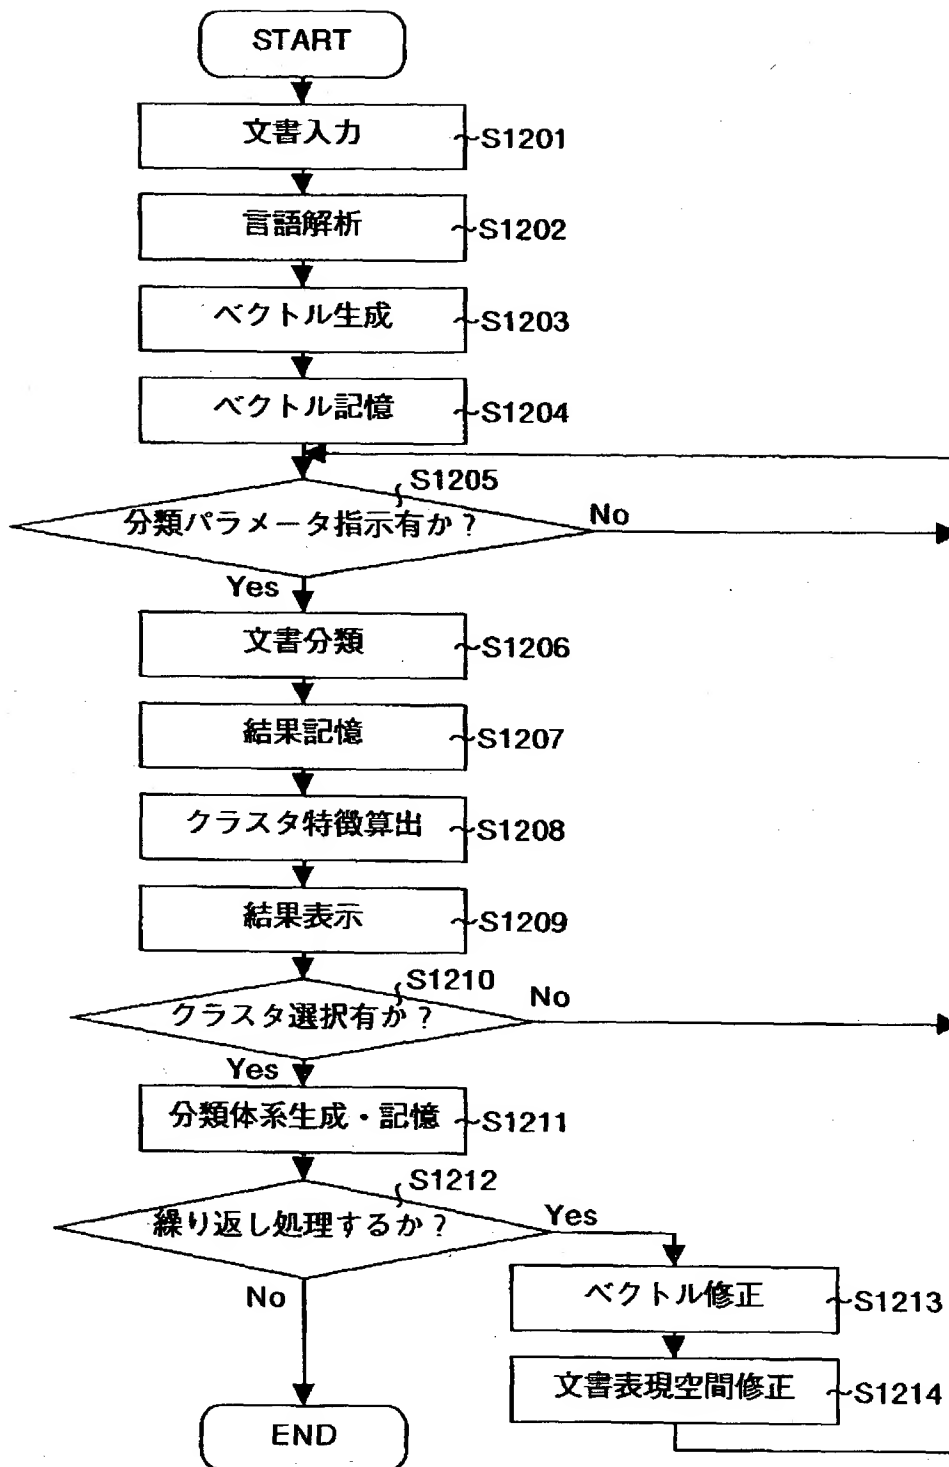 START
文書入力
S1201
言語解析
S1202
ベクトル生成
S1203
ベクトル記憶
S1204
S1205
分類パラメータ指示有か？
No
Yes
文書分類
S1206
結果記憶
S1207
クラスタ特徴算出
S1208
結果表示
S1209
S1210
クラスタ選択有か？
No
Yes
分類体系生成・記憶
S1211
S1212
繰り返し処理するか？
Yes
No
ベクトル修正
S1213
文書表現空間修正
S1214
END